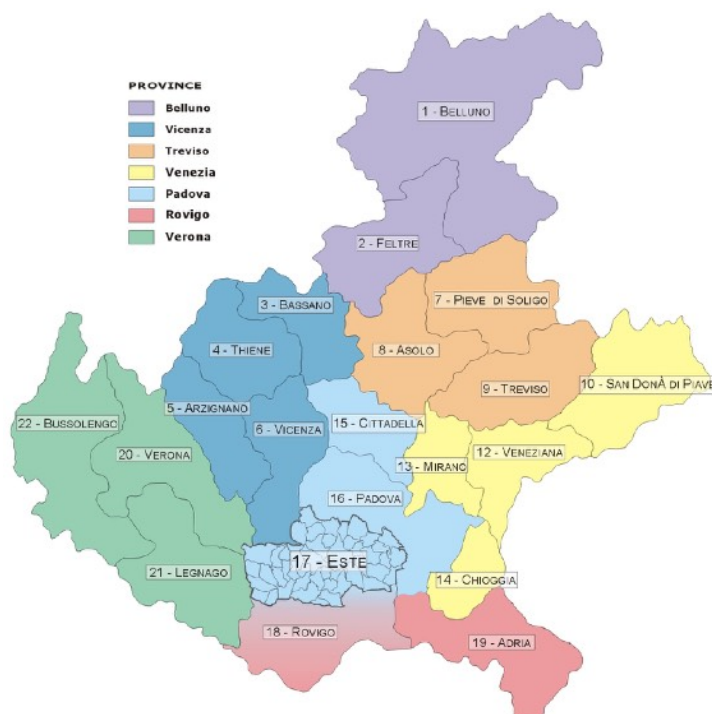 PROVINCE
Belluno
Vicenza
Treviso
Venezia
Padova
Rovigo
Verona
1 - BELLUNO
2 - FELTRE
3 - BASSANO
7 - PIEVE DI SOLIGO
4 - THIENE
8 - ASOLO
9 - TREVISO
10 - SAN DONÀ DI PIAVE
5 - ARZIGNANO
22 - BUSSOLENGO
15 - CITTADELLA
6 - VICENZA
12 - VENEZIANA
20 - VERONA
13 - MIRANO
16 - PADOVA
17 - ESTE
21 - LEGNAGO
14 - CHIOGGIA
18 - ROVIGO
19 - ADRIA